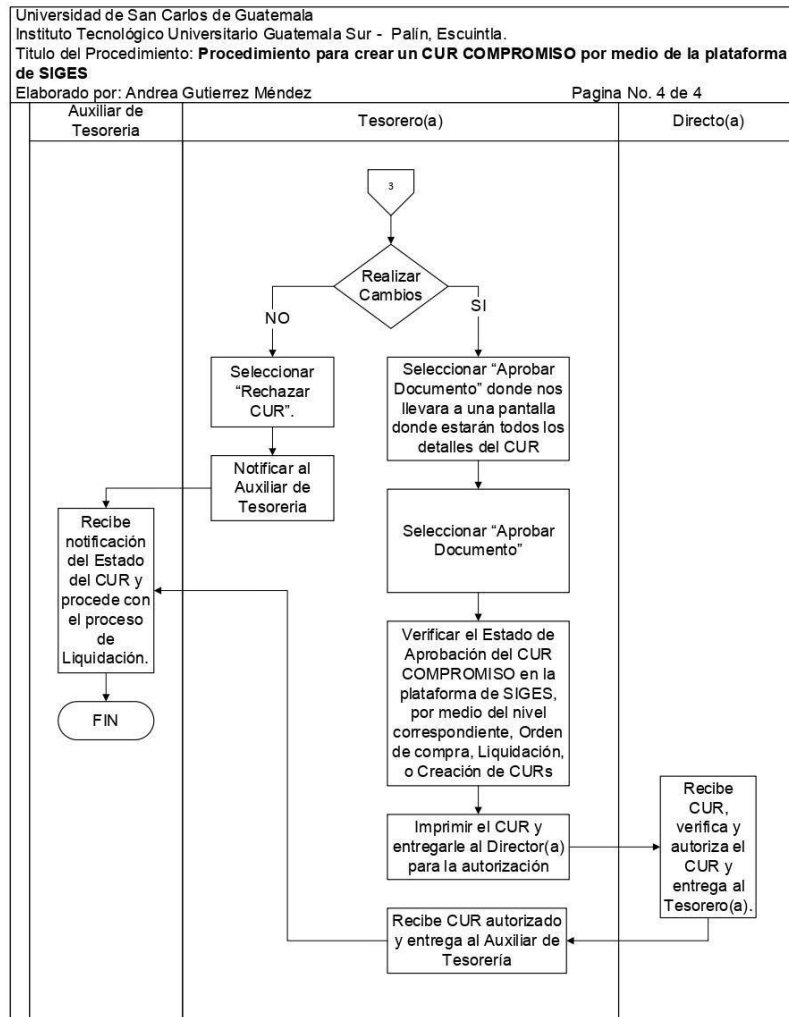 Universidad de San Carlos de Guatemala
Instituto Tecnológico Universitario Guatemala Sur - Palín, Escuintla.
Titulo del Procedimiento: Procedimiento para crear un CUR COMPROMISO por medio de la plataforma
de SIGES
Elaborado por: Andrea Gutierrez Méndez Pagina No. 4 de 4
Auxiliar de
Tesoreria
Tesorero(a)
Directo(a)
3
Realizar
Cambios
NO
SI
Seleccionar
“Rechazar
CUR”.
Seleccionar “Aprobar
Documento” donde nos
llevara a una pantalla
donde estarán todos los
detalles del CUR
Notificar al
Auxiliar de
Tesoreria
Seleccionar “Aprobar
Documento”
Recibe
notificación
del Estado
del CUR y
procede con
el proceso
de
Liquidación.
FIN
Verificar el Estado de
Aprobación del CUR
COMPROMISO en la
plataforma de SIGES,
por medio del nivel
correspondiente, Orden
de compra, Liquidación,
o Creación de CURs
Imprimir el CUR y
entregarle al Director(a)
para la autorización
Recibe
CUR,
verifica y
autoriza el
CUR y
entrega al
Tesorero(a).
Recibe CUR autorizado
y entrega al Auxiliar de
Tesorería